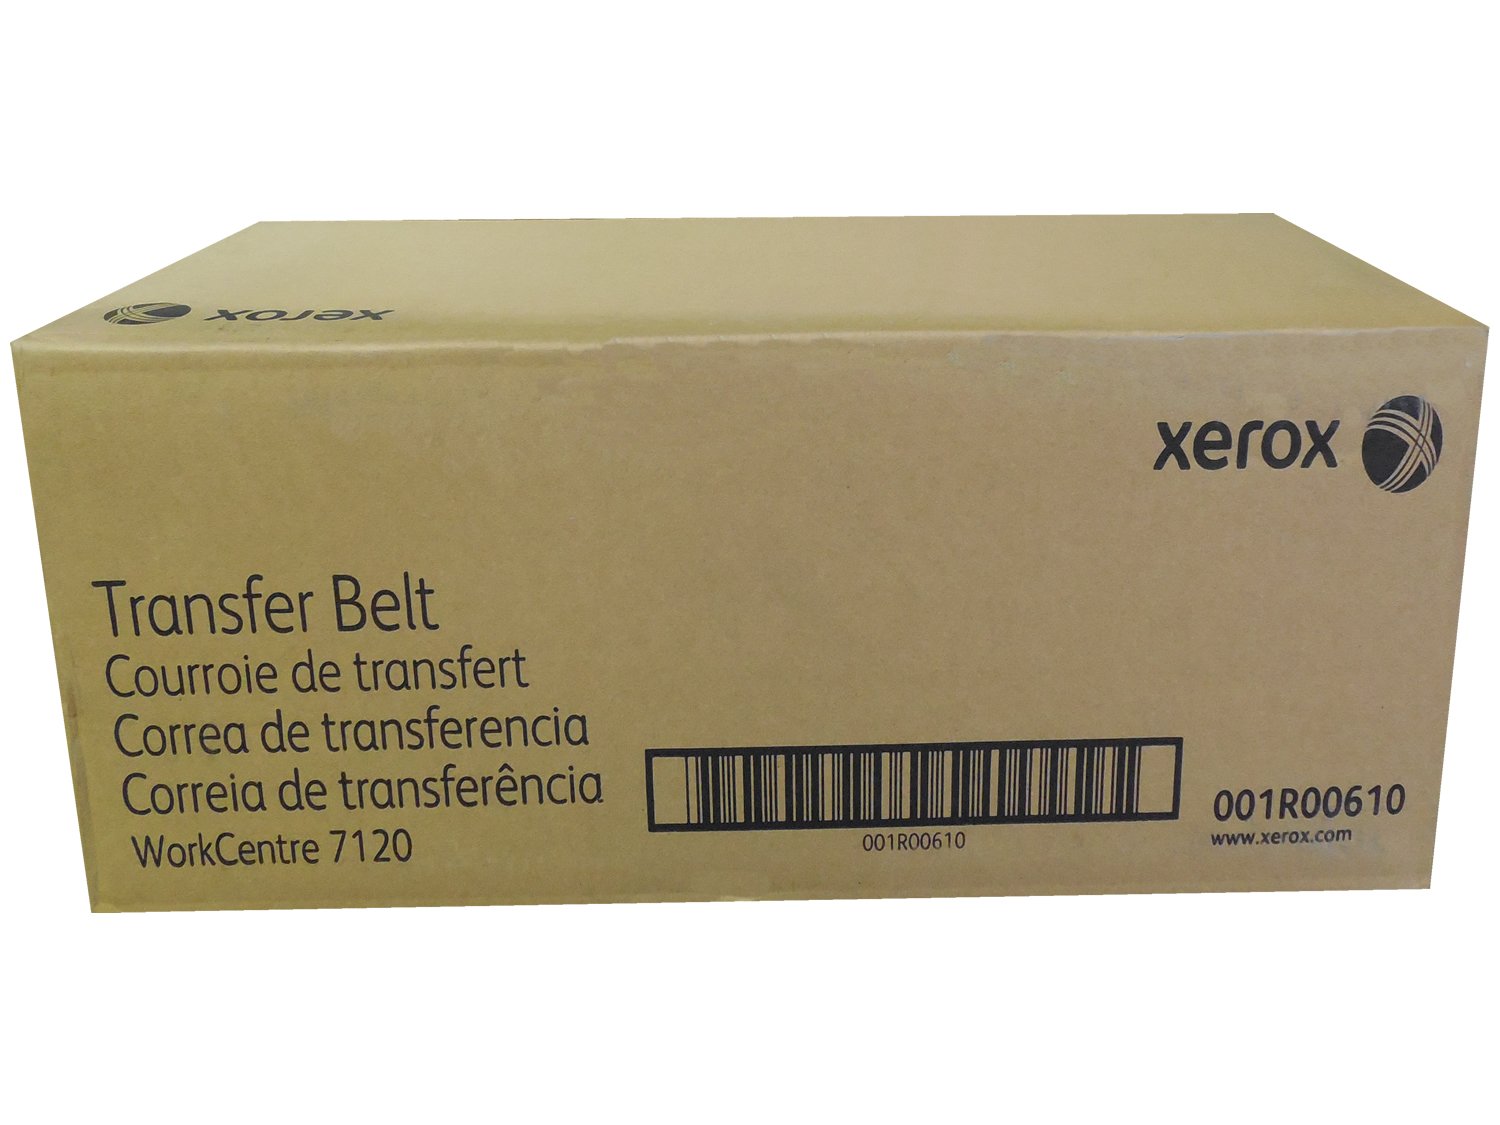 xerox
xerox
Transfer Belt
Courroie de transfert
Correa de transferencia
Correia de transferência
WorkCentre 7120
001R00610
001R00610
www.xerox.com